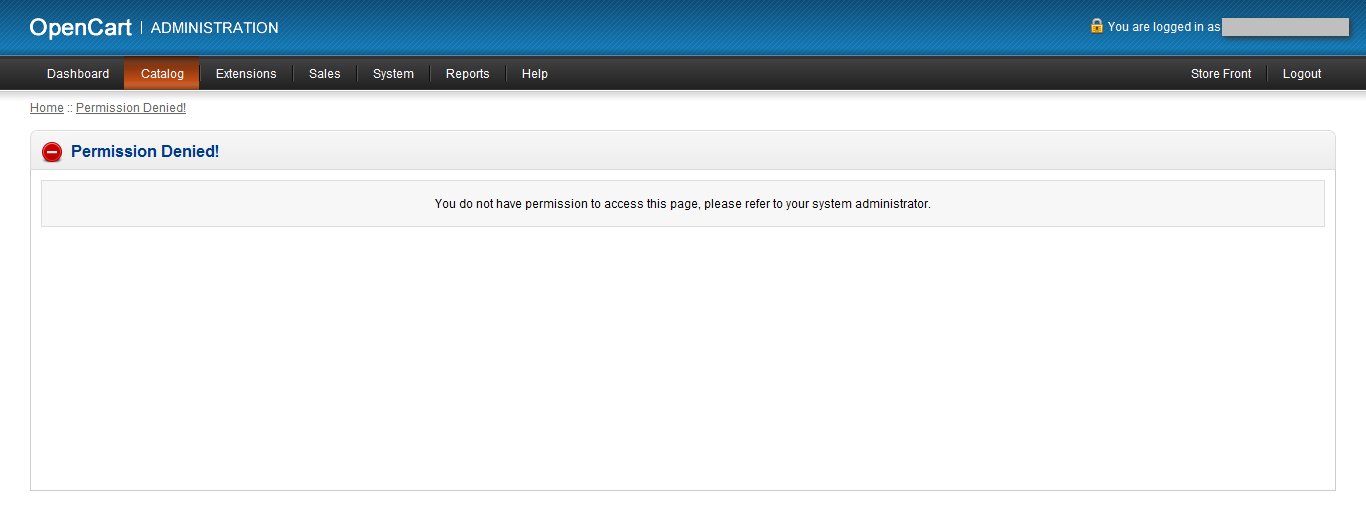 OpenCart | ADMINISTRATION You are logged in as
Dashboard Catalog Extensions Sales System Reports Help Store Front Logout
Home :: Permission Denied!
Permission Denied!
You do not have permission to access this page, please refer to your system administrator.